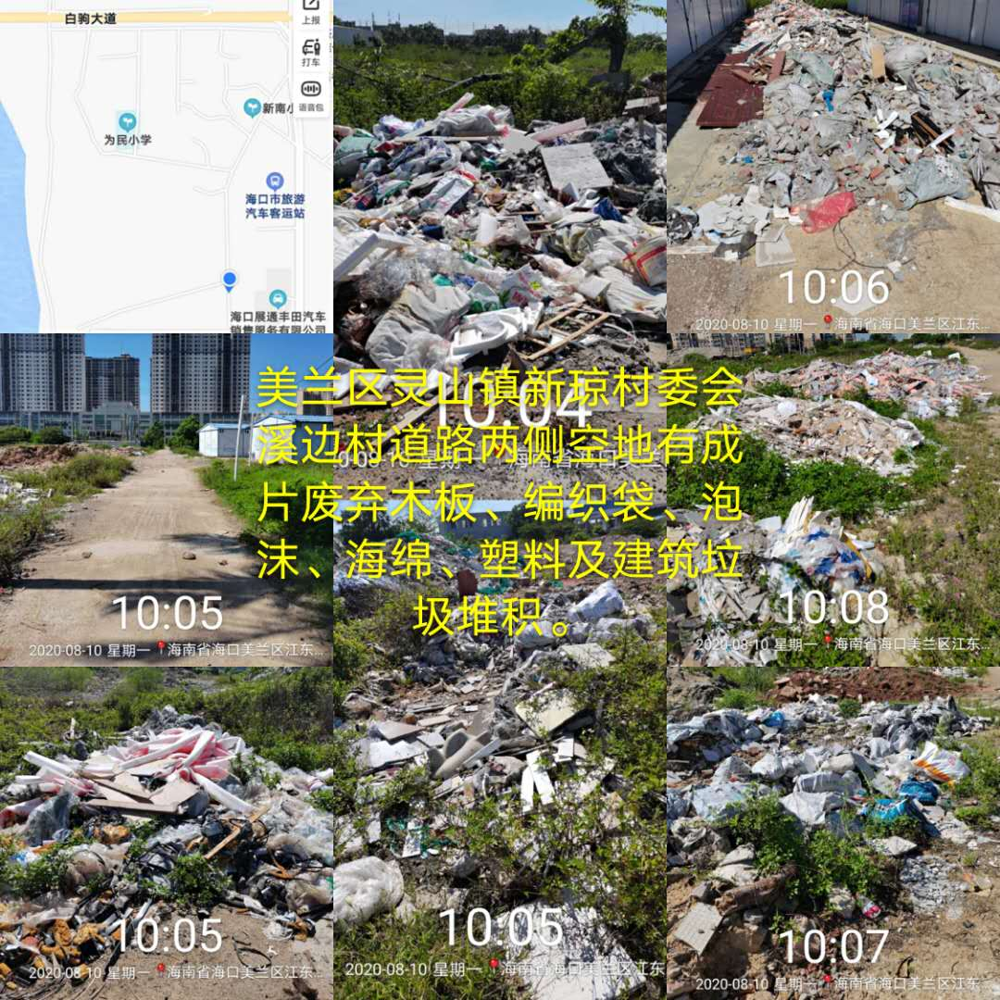 白驹大道
上报
打车
语音包
新南小
为民小学
海口市旅游
汽车客运站
海口展通丰田汽车
销售服务有限公司
10:04
10:06
2020-08-10 星期一 海南省海口美兰区江东...
美兰区灵山镇新琼村委会
溪边村道路两侧空地有成
片废弃木板、编织袋、泡
沫、海绵、塑料及建筑垃
圾堆积。
10:05
2020-08-10 星期一 海南省海口美兰区江东...
10:08
2020-08-10 星期一 海南省海口美兰区江东...
10:05
2020-08-10 星期一 海南省海口美兰区江东...
10:05
2020-08-10 星期一 海南省海口美兰区江东
10:07
2020-08-10 星期一 海南省海口美兰区江东...